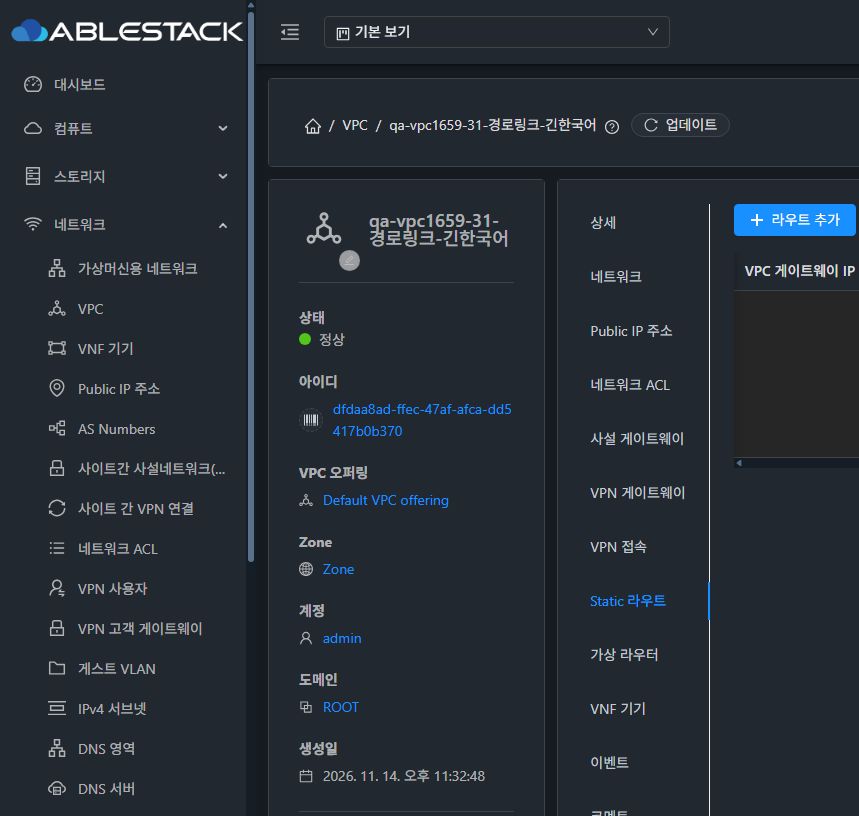 ABLESTACK
기본 보기
대시보드
컴퓨트
스토리지
네트워크
가상머신용 네트워크
VPC
VNF 기기
Public IP 주소
AS Numbers
사이트간 사설네트워크(...
사이트 간 VPN 연결
네트워크 ACL
VPN 사용자
VPN 고객 게이트웨이
게스트 VLAN
IPv4 서브넷
DNS 영역
DNS 서버
/ VPC / qa-vpc1659-31-경로링크-긴한국어
업데이트
qa-vpc1659-31-
경로링크-긴한국어
상태
정상
아이디
dfdaa8ad-ffec-47af-afca-dd5
417b0b370
VPC 오퍼링
Default VPC offering
Zone
Zone
계정
admin
도메인
ROOT
생성일
2026. 11. 14. 오후 11:32:48
상세
네트워크
Public IP 주소
네트워크 ACL
사설 게이트웨이
VPN 게이트웨이
VPN 접속
Static 라우트
가상 라우터
VNF 기기
이벤트
라우트 추가
VPC 게이트웨이 IP